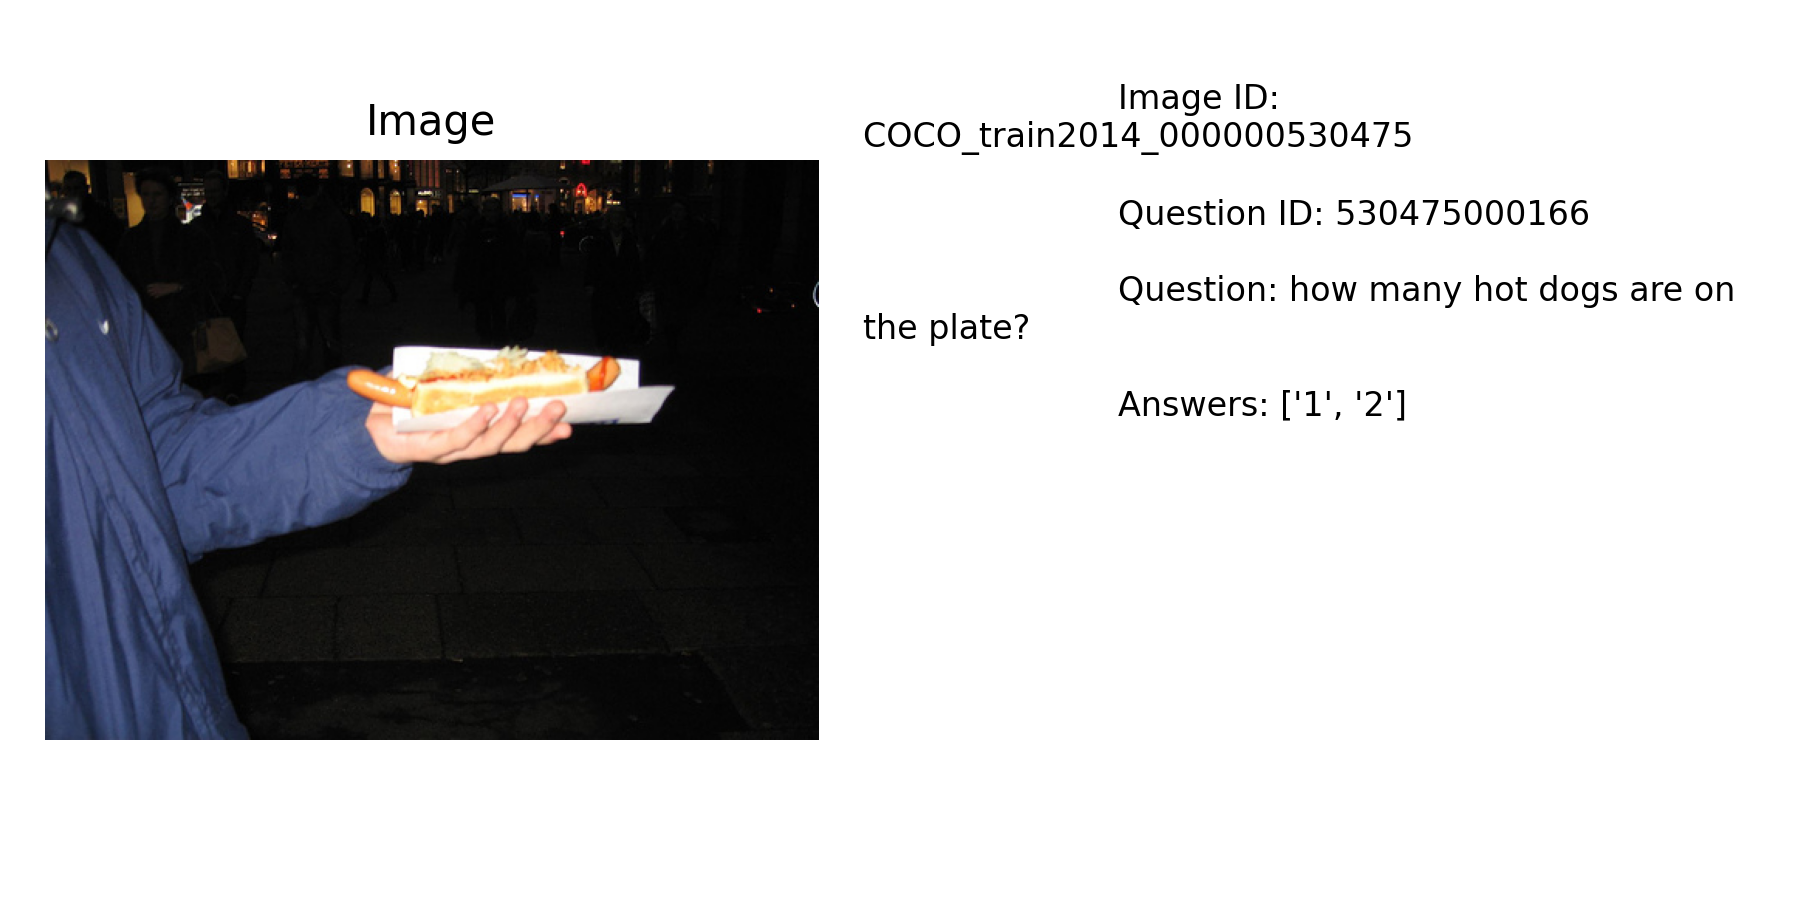 Image
Image ID:
COCO_train2014_000000530475
Question ID: 530475000166
Question: how many hot dogs are on
the plate?
Answers: ['1', '2']